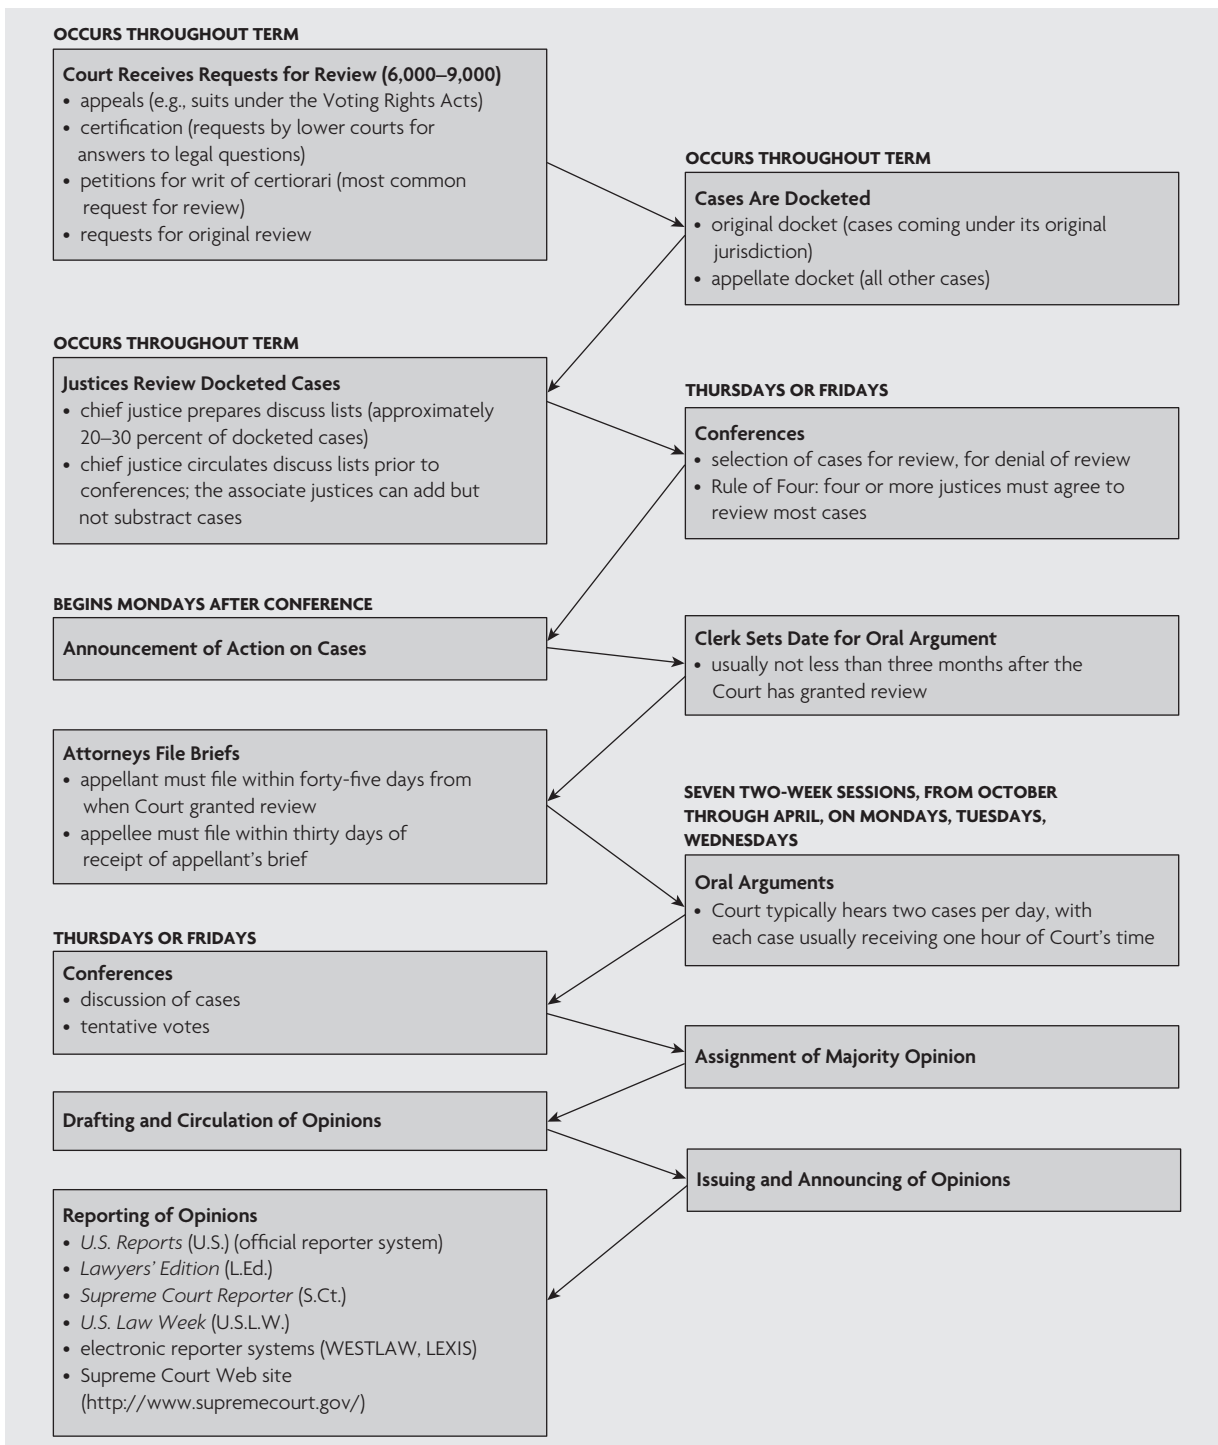 OCCURS THROUGHOUT TERM
Court Receives Requests for Review (6,000–9,000)
• appeals (e.g., suits under the Voting Rights Acts)
• certification (requests by lower courts for
answers to legal questions)
• petitions for writ of certiorari (most common
request for review)
• requests for original review
OCCURS THROUGHOUT TERM
Cases Are Docketed
• original docket (cases coming under its original
jurisdiction)
• appellate docket (all other cases)
OCCURS THROUGHOUT TERM
Justices Review Docketed Cases
• chief justice prepares discuss lists (approximately
20–30 percent of docketed cases)
• chief justice circulates discuss lists prior to
conferences; the associate justices can add but
not substract cases
THURSDAYS OR FRIDAYS
Conferences
• selection of cases for review, for denial of review
• Rule of Four: four or more justices must agree to
review most cases
BEGINS MONDAYS AFTER CONFERENCE
Announcement of Action on Cases
Clerk Sets Date for Oral Argument
• usually not less than three months after the
Court has granted review
Attorneys File Briefs
• appellant must file within forty-five days from
when Court granted review
• appellee must file within thirty days of
receipt of appellant's brief
SEVEN TWO-WEEK SESSIONS, FROM OCTOBER
THROUGH APRIL, ON MONDAYS, TUESDAYS,
WEDNESDAYS
Oral Arguments
• Court typically hears two cases per day, with
each case usually receiving one hour of Court's time
THURSDAYS OR FRIDAYS
Conferences
• discussion of cases
• tentative votes
Assignment of Majority Opinion
Drafting and Circulation of Opinions
Issuing and Announcing of Opinions
Reporting of Opinions
• U.S. Reports (U.S.) (official reporter system)
• Lawyers' Edition (L.Ed.)
• Supreme Court Reporter (S.Ct.)
• U.S. Law Week (U.S.L.W.)
• electronic reporter systems (WESTLAW, LEXIS)
• Supreme Court Web site
(http://www.supremecourt.gov/)